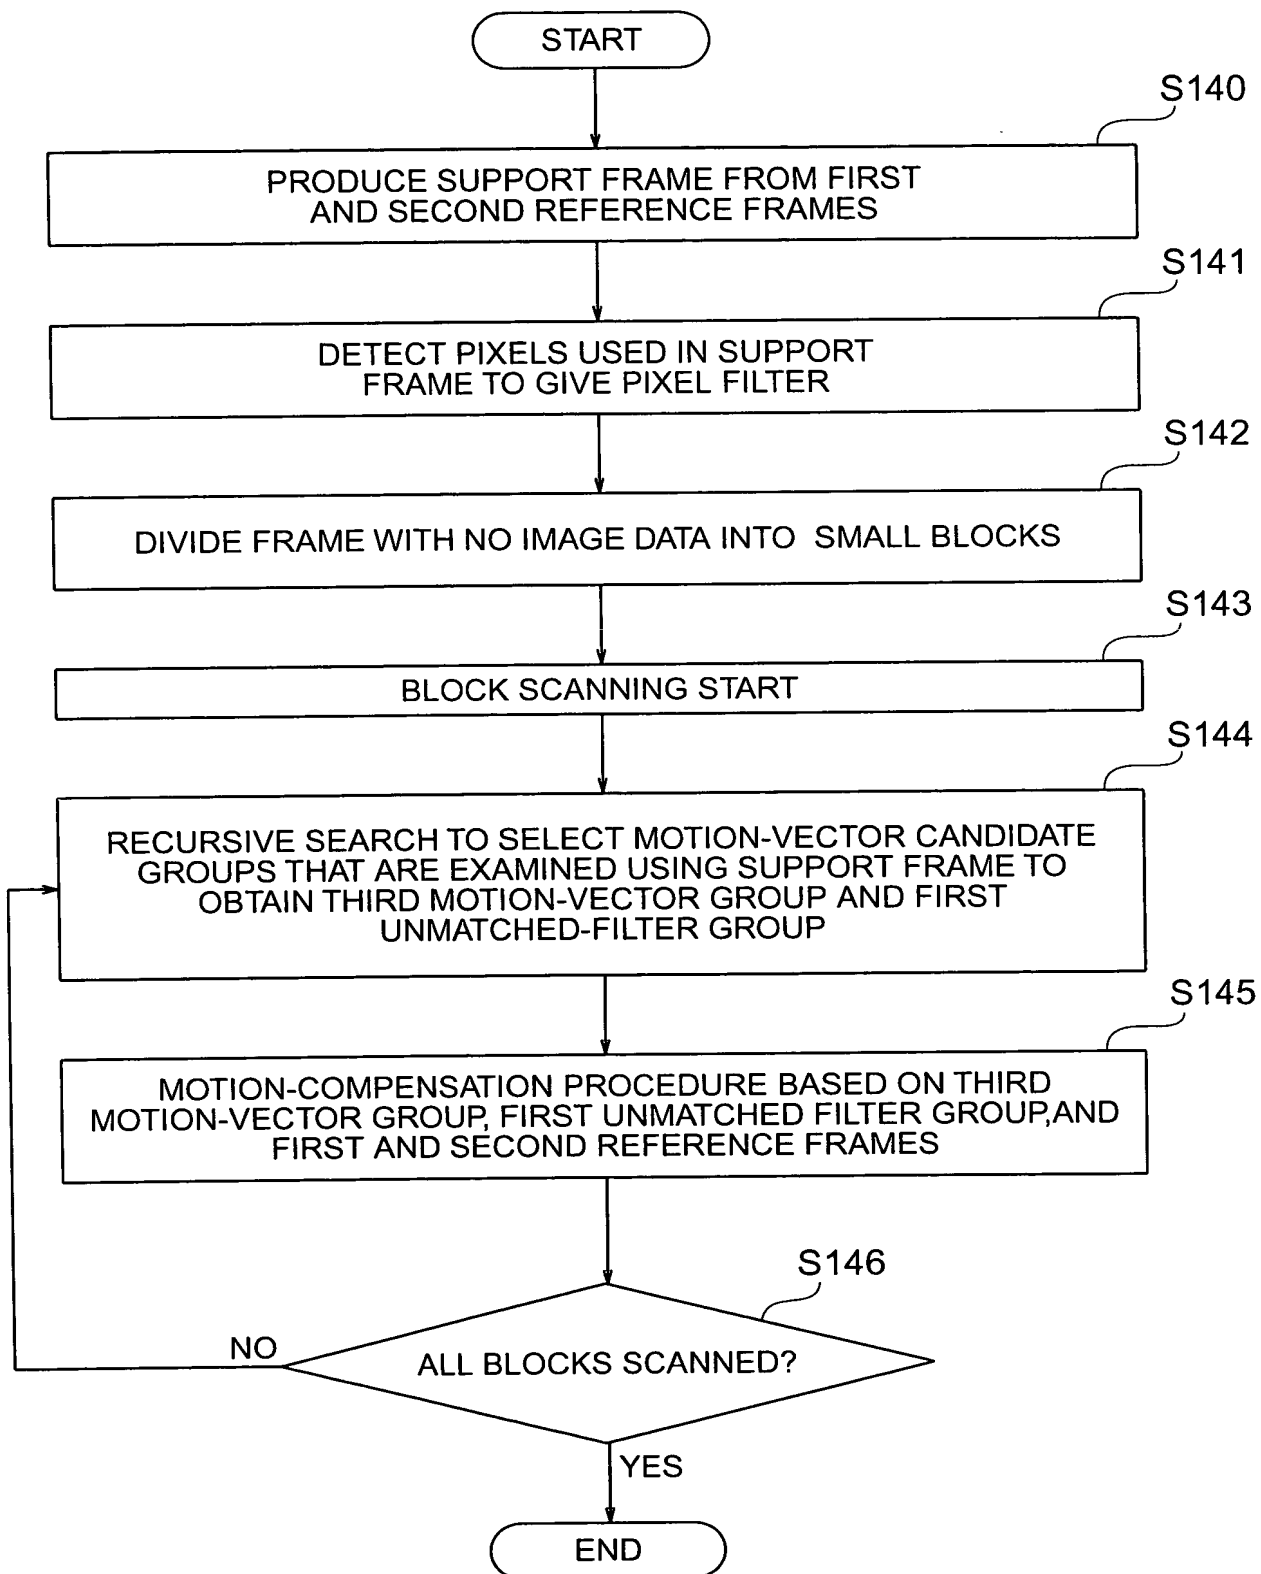 START
S140
PRODUCE SUPPORT FRAME FROM FIRST
AND SECOND REFERENCE FRAMES
S141
DETECT PIXELS USED IN SUPPORT
FRAME TO GIVE PIXEL FILTER
S142
DIVIDE FRAME WITH NO IMAGE DATA INTO SMALL BLOCKS
S143
BLOCK SCANNING START
S144
RECURSIVE SEARCH TO SELECT MOTION-VECTOR CANDIDATE
GROUPS THAT ARE EXAMINED USING SUPPORT FRAME TO
OBTAIN THIRD MOTION-VECTOR GROUP AND FIRST
UNMATCHED-FILTER GROUP
S145
MOTION-COMPENSATION PROCEDURE BASED ON THIRD
MOTION-VECTOR GROUP, FIRST UNMATCHED FILTER GROUP,AND
FIRST AND SECOND REFERENCE FRAMES
S146
NO
ALL BLOCKS SCANNED?
YES
END